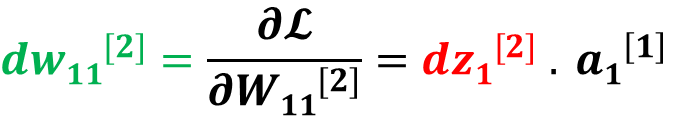 dw₁₁^[2] = ∂ℒ / ∂W₁₁^[2] = dz₁^[2] . a₁^[1]